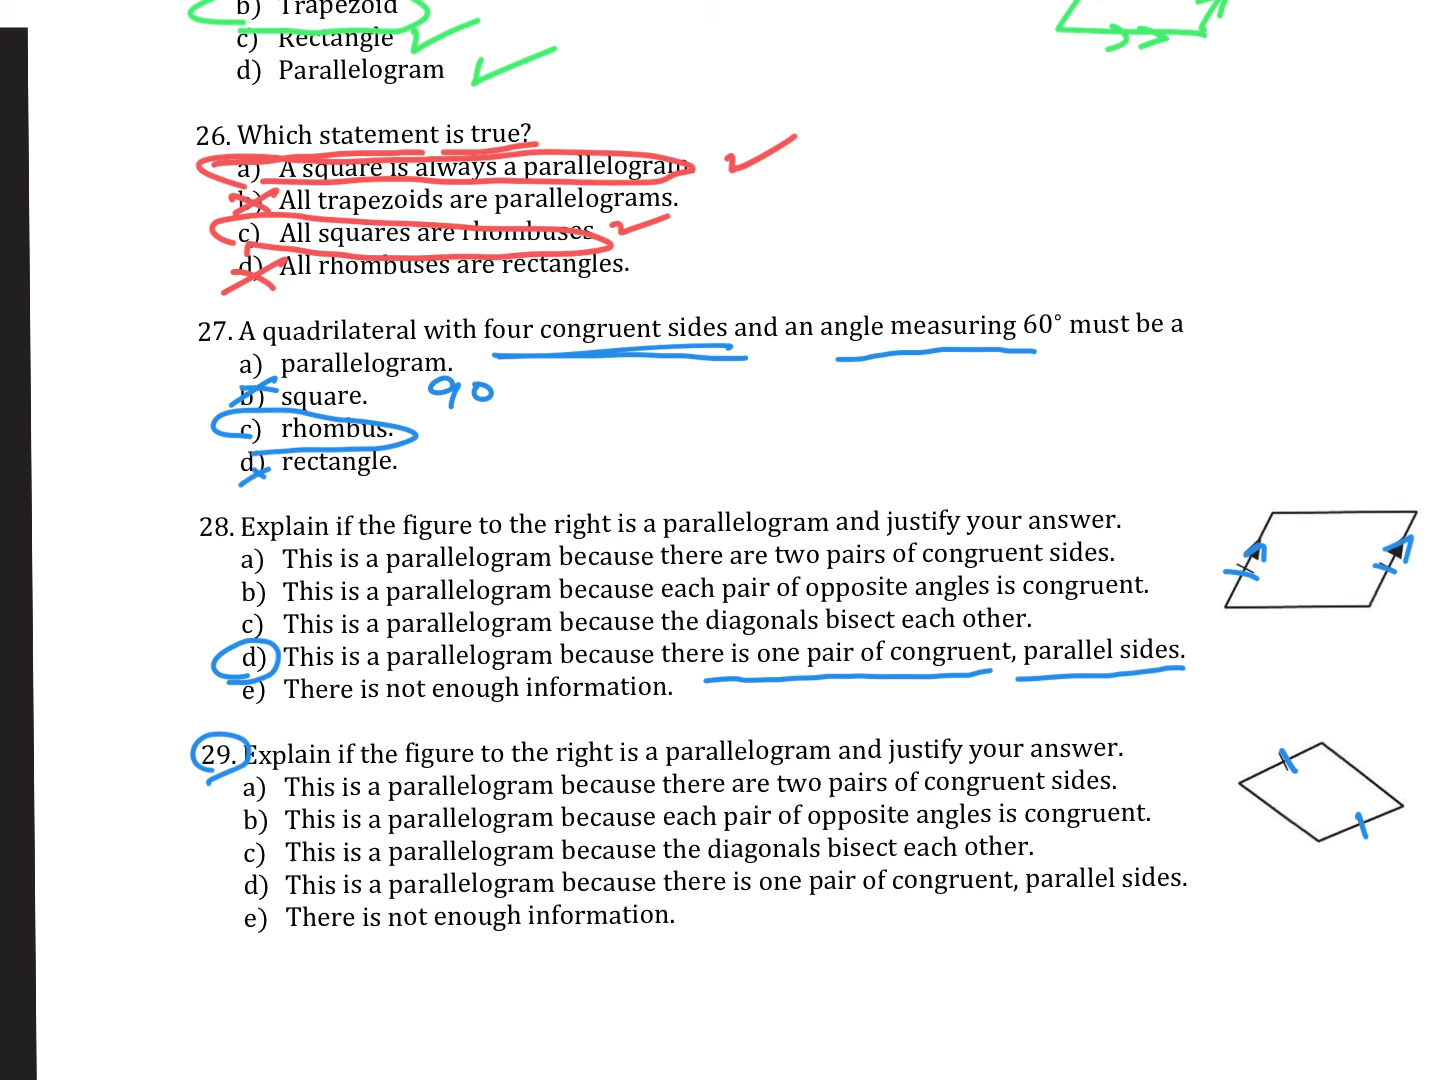 b) Trapezoid
c) Rectangle
d) Parallelogram
26. Which statement is true?
a) A square is always a parallelogram
b) All trapezoids are parallelograms.
c) All squares are rhombuses
d) All rhombuses are rectangles.
27. A quadrilateral with four congruent sides and an angle measuring 60° must be a
a) parallelogram.
b) square. 90
c) rhombus.
d) rectangle.
28. Explain if the figure to the right is a parallelogram and justify your answer.
a) This is a parallelogram because there are two pairs of congruent sides.
b) This is a parallelogram because each pair of opposite angles is congruent.
c) This is a parallelogram because the diagonals bisect each other.
d) This is a parallelogram because there is one pair of congruent, parallel sides.
e) There is not enough information.
29. Explain if the figure to the right is a parallelogram and justify your answer.
a) This is a parallelogram because there are two pairs of congruent sides.
b) This is a parallelogram because each pair of opposite angles is congruent.
c) This is a parallelogram because the diagonals bisect each other.
d) This is a parallelogram because there is one pair of congruent, parallel sides.
e) There is not enough information.